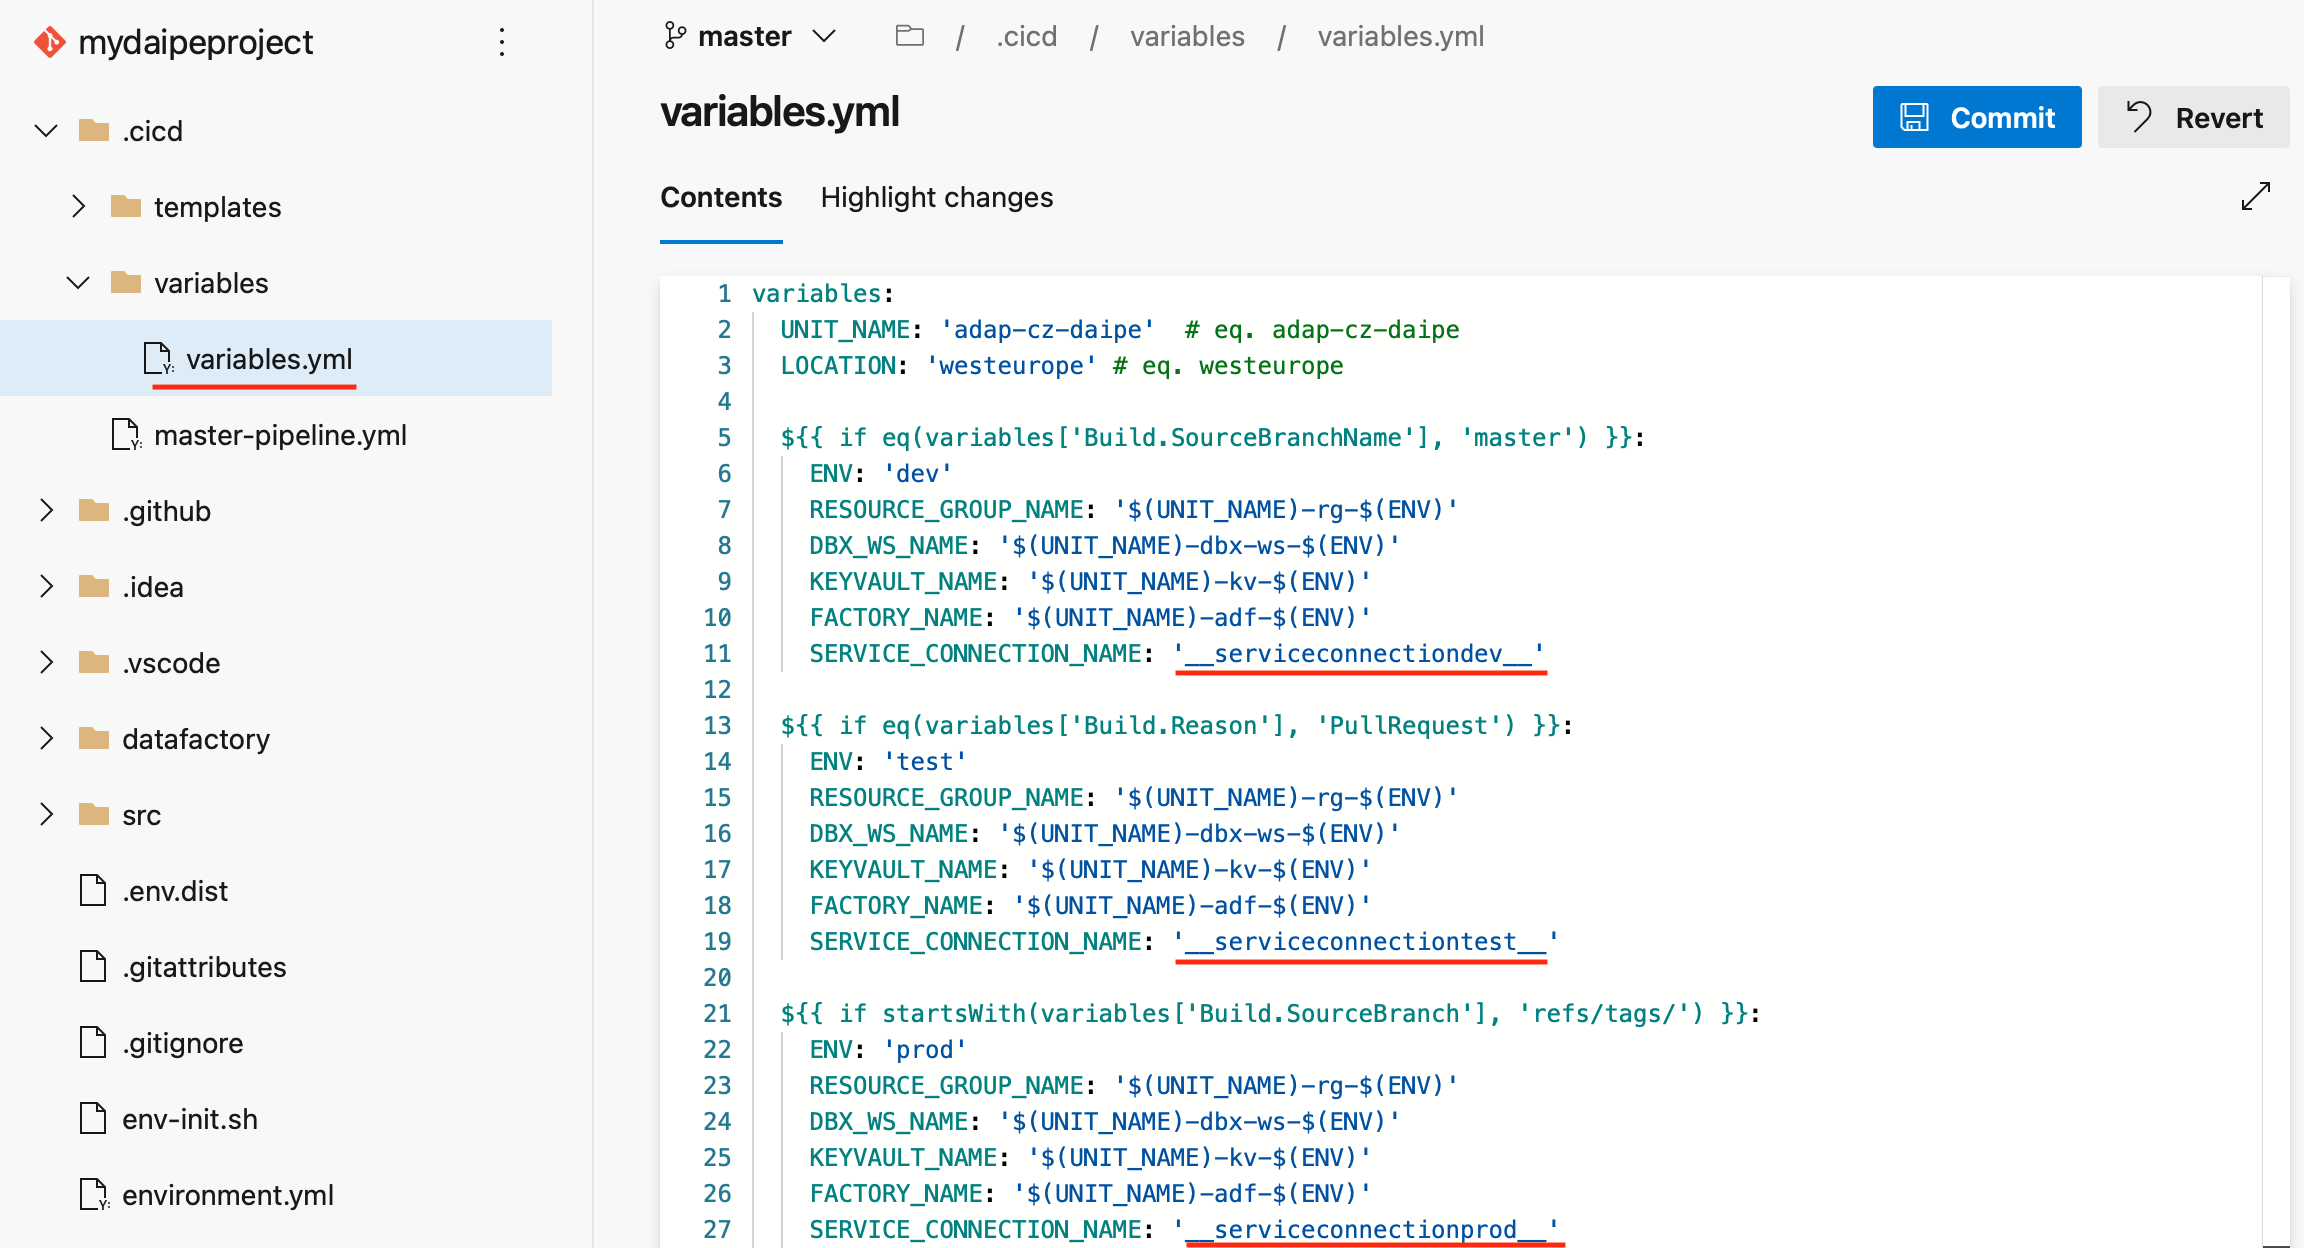 mydaipeproject
.cicd
templates
variables
variables.yml
master-pipeline.yml
.github
.idea
.vscode
datafactory
src
.env.dist
.gitattributes
.gitignore
env-init.sh
environment.yml
master / .cicd / variables / variables.yml
variables.yml
Commit Revert
Contents Highlight changes
1 variables:
2 UNIT_NAME: 'adap-cz-daipe' # eq. adap-cz-daipe
3 LOCATION: 'westeurope' # eq. westeurope
4
5 ${{ if eq(variables['Build.SourceBranchName'], 'master') }}:
6 ENV: 'dev'
7 RESOURCE_GROUP_NAME: '$(UNIT_NAME)-rg-$(ENV)'
8 DBX_WS_NAME: '$(UNIT_NAME)-dbx-ws-$(ENV)'
9 KEYVAULT_NAME: '$(UNIT_NAME)-kv-$(ENV)'
10 FACTORY_NAME: '$(UNIT_NAME)-adf-$(ENV)'
11 SERVICE_CONNECTION_NAME: '__serviceconnectiondev__'
12
13 ${{ if eq(variables['Build.Reason'], 'PullRequest') }}:
14 ENV: 'test'
15 RESOURCE_GROUP_NAME: '$(UNIT_NAME)-rg-$(ENV)'
16 DBX_WS_NAME: '$(UNIT_NAME)-dbx-ws-$(ENV)'
17 KEYVAULT_NAME: '$(UNIT_NAME)-kv-$(ENV)'
18 FACTORY_NAME: '$(UNIT_NAME)-adf-$(ENV)'
19 SERVICE_CONNECTION_NAME: '__serviceconnectiontest__'
20
21 ${{ if startsWith(variables['Build.SourceBranch'], 'refs/tags/') }}:
22 ENV: 'prod'
23 RESOURCE_GROUP_NAME: '$(UNIT_NAME)-rg-$(ENV)'
24 DBX_WS_NAME: '$(UNIT_NAME)-dbx-ws-$(ENV)'
25 KEYVAULT_NAME: '$(UNIT_NAME)-kv-$(ENV)'
26 FACTORY_NAME: '$(UNIT_NAME)-adf-$(ENV)'
27 SERVICE_CONNECTION_NAME: '__serviceconnectionprod__'